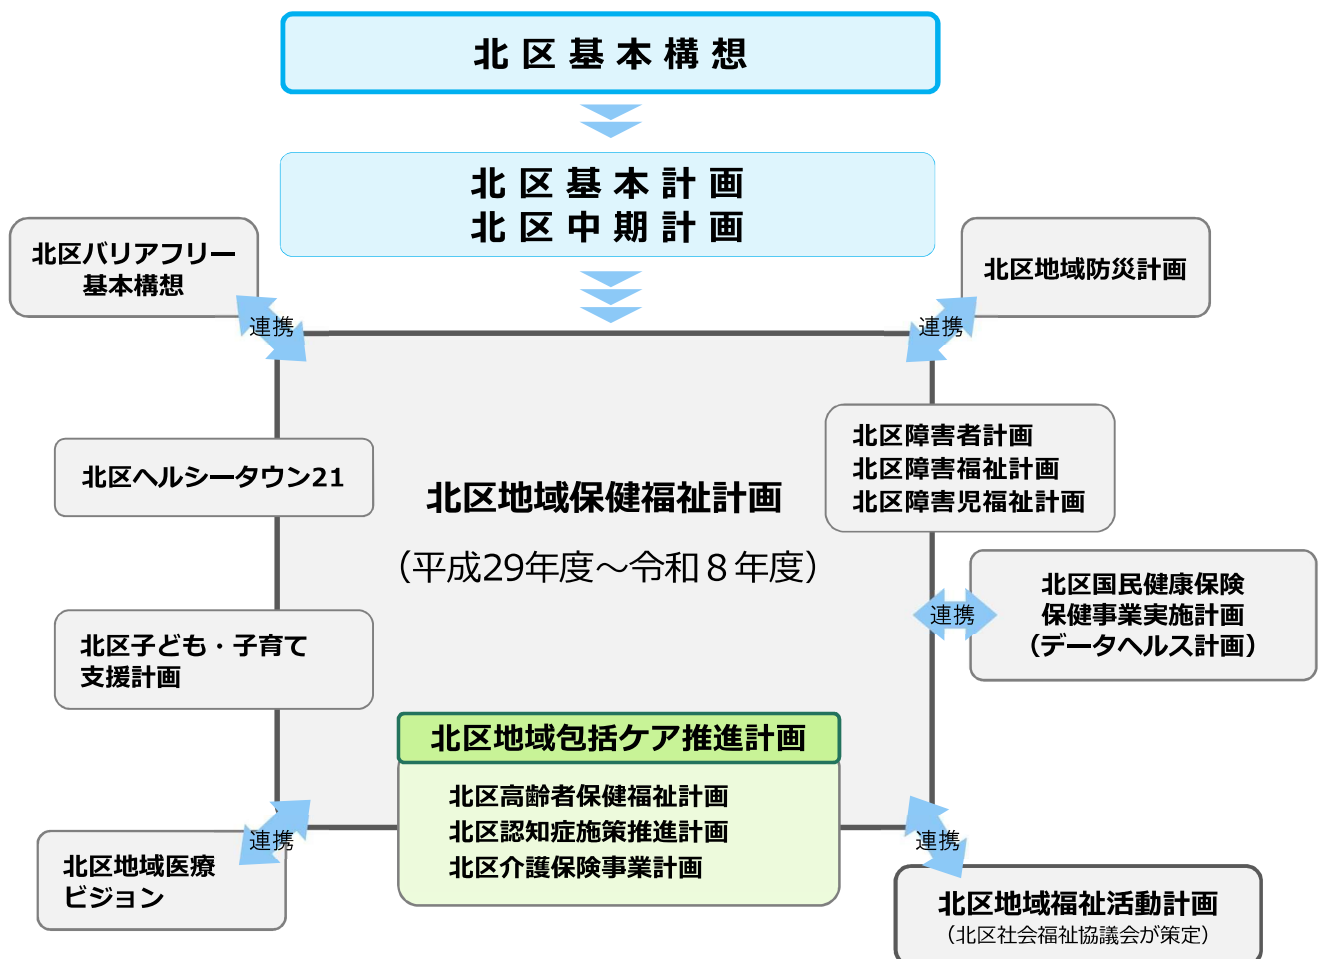 北区基本構想
北区基本計画
北区中期計画
北区バリアフリー
基本構想
連携
北区地域防災計画
連携
北区ヘルシータウン21
北区地域保健福祉計画
（平成29年度～令和８年度）
北区障害者計画
北区障害福祉計画
北区障害児福祉計画
連携
北区国民健康保険
保健事業実施計画
（データヘルス計画）
北区子ども・子育て
支援計画
北区地域包括ケア推進計画
北区高齢者保健福祉計画
北区認知症施策推進計画
北区介護保険事業計画
連携
北区地域医療
ビジョン
連携
北区地域福祉活動計画
（北区社会福祉協議会が策定）